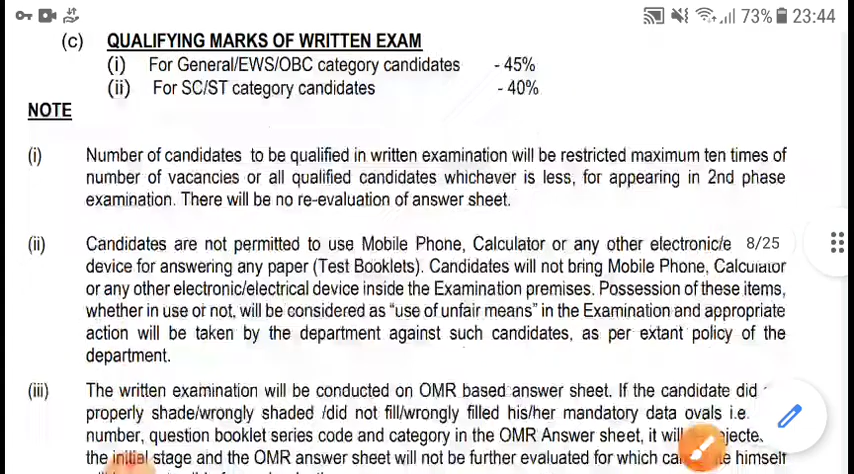 73% 23:44
(c) QUALIFYING MARKS OF WRITTEN EXAM
(i) For General/EWS/OBC category candidates - 45%
(ii) For SC/ST category candidates - 40%
NOTE
(i) Number of candidates to be qualified in written examination will be restricted maximum ten times of
number of vacancies or all qualified candidates whichever is less, for appearing in 2nd phase
examination. There will be no re-evaluation of answer sheet.
(ii) Candidates are not permitted to use Mobile Phone, Calculator or any other electronic/e 8/25
device for answering any paper (Test Booklets). Candidates will not bring Mobile Phone, Calculator
or any other electronic/electrical device inside the Examination premises. Possession of these items,
whether in use or not, will be considered as "use of unfair means" in the Examination and appropriate
action will be taken by the department against such candidates, as per extant policy of the
department.
(iii) The written examination will be conducted on OMR based answer sheet. If the candidate did
properly shade/wrongly shaded /did not fill/wrongly filled his/her mandatory data ovals i.e.
number, question booklet series code and category in the OMR Answer sheet, it will
the initial stage and the OMR answer sheet will not be further evaluated for which himself